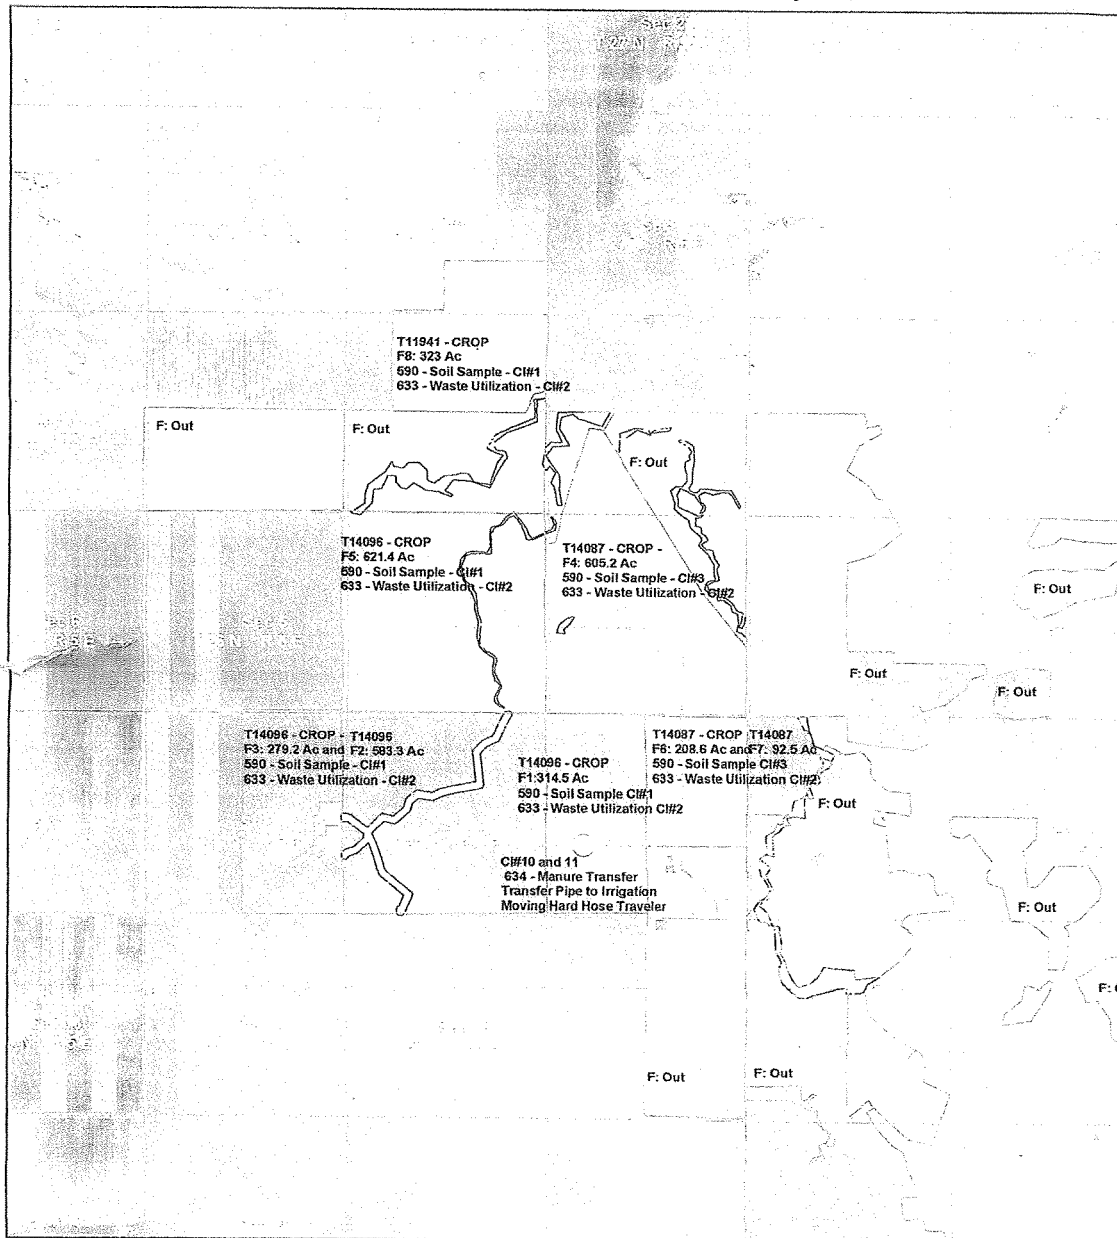 Sec 2
T11941 - CROP
F8: 323 Ac
590 - Soil Sample - CI#1
633 - Waste Utilization - CI#2
F: Out
F: Out
F: Out
T14096 - CROP
F5: 621.4 Ac
590 - Soil Sample - CI#1
633 - Waste Utilization - CI#2
T14087 - CROP -
F4: 605.2 Ac
590 - Soil Sample - CI#3
633 - Waste Utilization - CI#2
F: Out
F: Out
F: Out
T14096 - CROP - T14096
F3: 279.2 Ac and F2: 583.3 Ac
590 - Soil Sample - CI#1
633 - Waste Utilization - CI#2
T14096 - CROP
F1:314.5 Ac
590 - Soil Sample CI#1
633 - Waste Utilization CI#2
T14087 - CROP T14087
F6: 208.6 Ac and F7: 92.5 Ac
590 - Soil Sample CI#3
633 - Waste Utilization CI#2
F: Out
CI#10 and 11
634 - Manure Transfer
Transfer Pipe to Irrigation
Moving Hard Hose Traveler
F: Out
F:
F: Out
F: Out